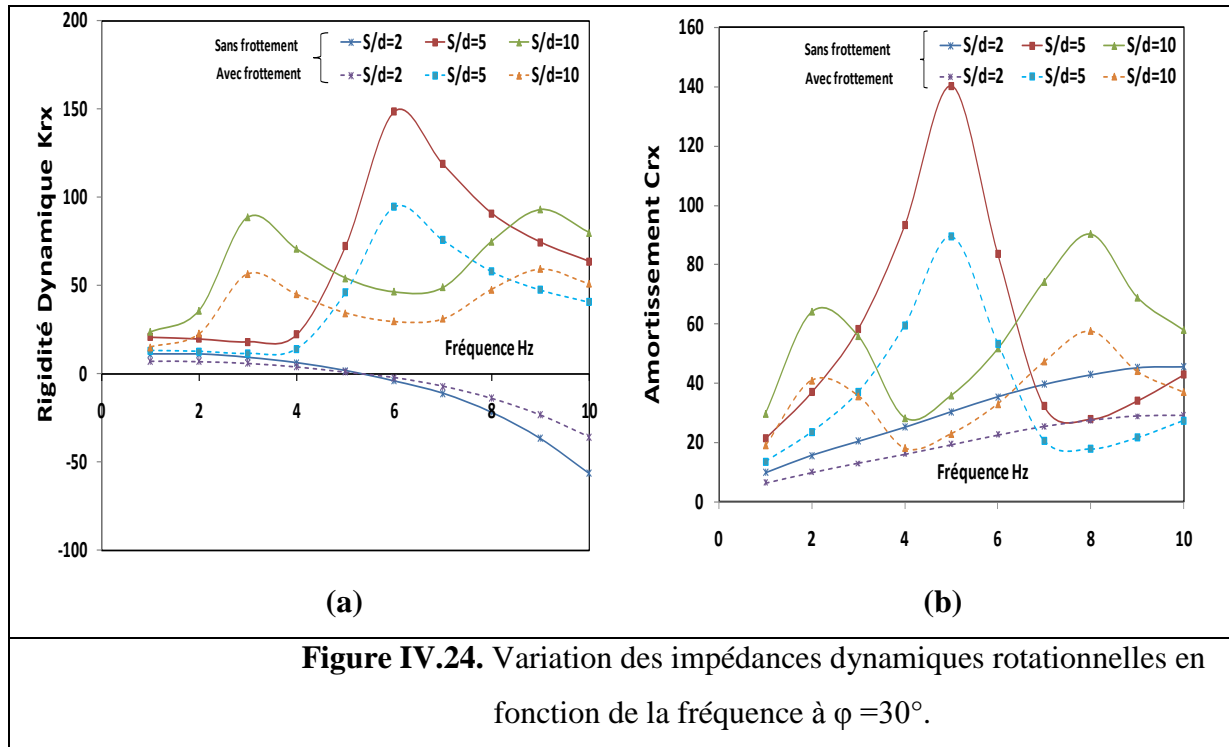 200
150
100
50
0
-50
-100
0
2
4
6
8
10
Rigidité Dynamique Krx
Sans frottement
Avec frottement
S/d=2 S/d=5 S/d=10
S/d=2 S/d=5 S/d=10
Fréquence Hz
(a)
160
140
120
100
80
60
40
20
0
0
2
4
6
8
10
Amortissement Crx
Sans frottement
Avec frottement
S/d=2 S/d=5 S/d=10
S/d=2 S/d=5 S/d=10
Fréquence Hz
(b)
Figure IV.24. Variation des impédances dynamiques rotationnelles en
fonction de la fréquence à φ =30°.